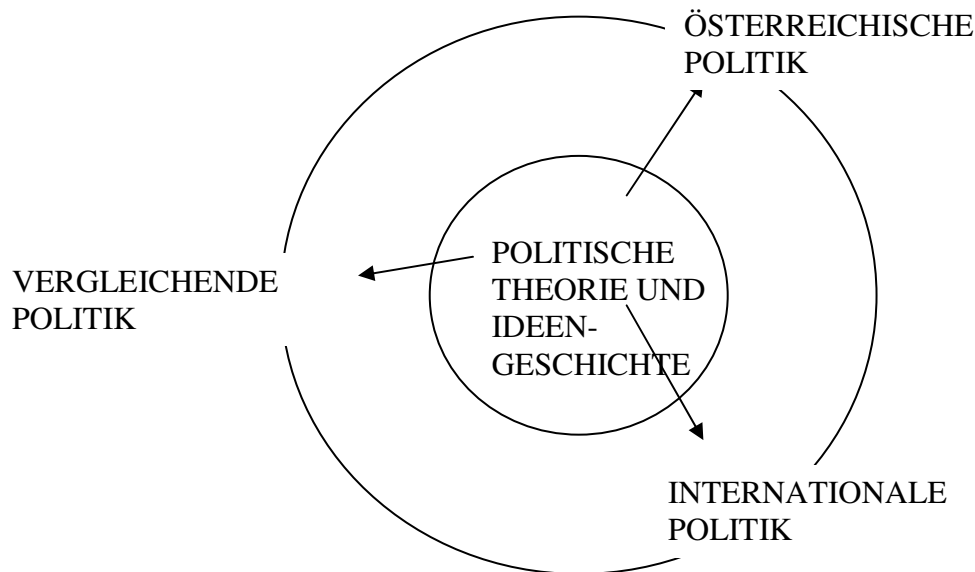 ÖSTERREICHISCHE
POLITIK
POLITISCHE
THEORIE UND
IDEEN-
GESCHICHTE
VERGLEICHENDE
POLITIK
INTERNATIONALE
POLITIK